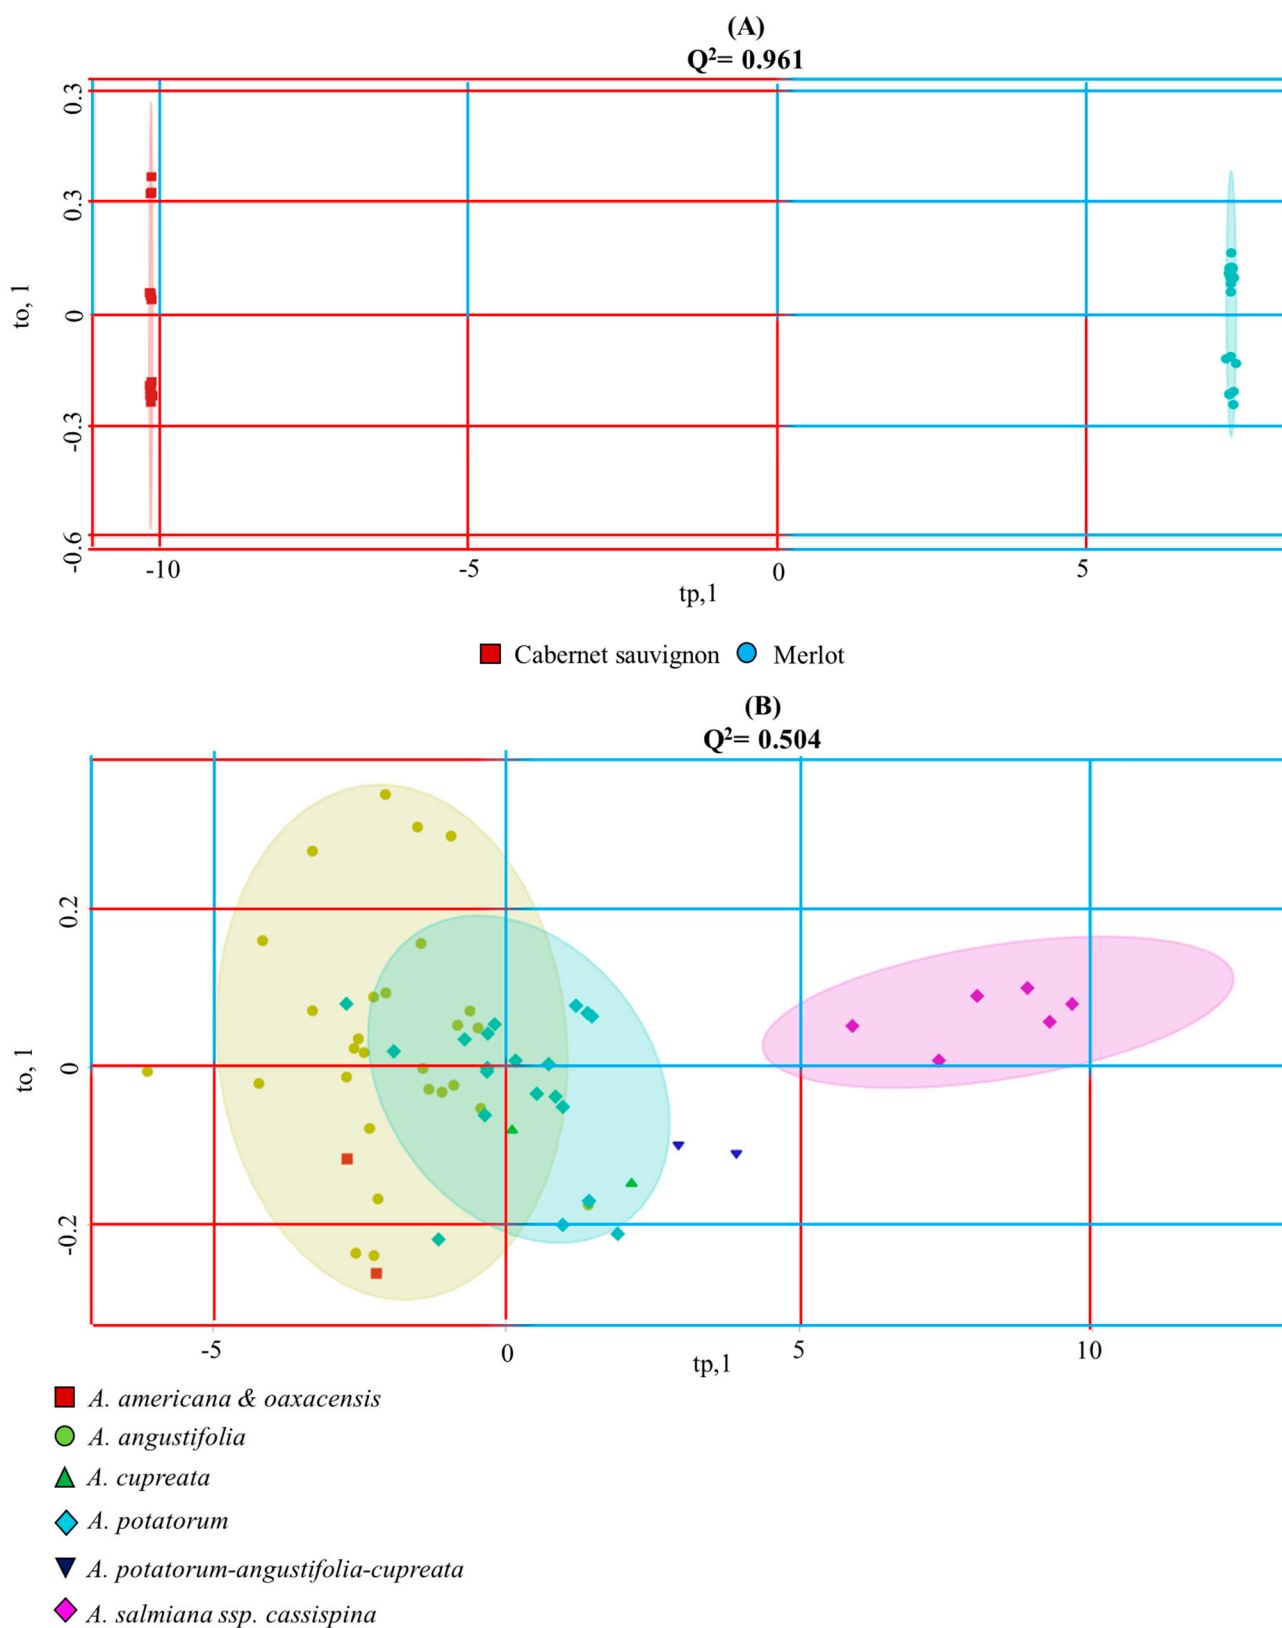 (A)
Q²= 0.961
0.3
0.3
0
-0.3
-0.6
to, 1
-10
-5
0
5
tp,1
Cabernet sauvignon
Merlot
(B)
Q²= 0.504
0.2
0
-0.2
to, 1
-5
0
5
10
tp,1
A. americana & oaxacensis
A. angustifolia
A. cupreata
A. potatorum
A. potatorum-angustifolia-cupreata
A. salmiana ssp. cassispina